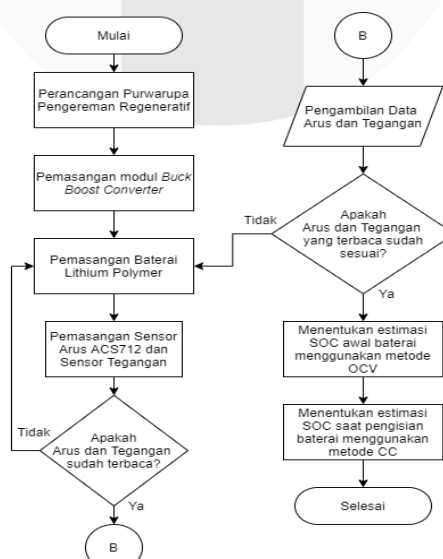 Mulai
Perancangan Purwarupa
Pengereman Regeneratif
Pemasangan modul Buck
Boost Converter
Pemasangan Baterai
Lithium Polymer
Pemasangan Sensor
Arus ACS712 dan
Sensor Tegangan
Tidak
Apakah
Arus dan Tegangan
sudah terbaca?
Ya
B
B
Pengambilan Data
Arus dan Tegangan
Tidak
Apakah
Arus dan Tegangan
yang terbaca sudah
sesuai?
Ya
Menentukan estimasi
SOC awal baterai
menggunakan metode
OCV
Menentukan estimasi
SOC saat pengisian
baterai menggunakan
metode CC
Selesai